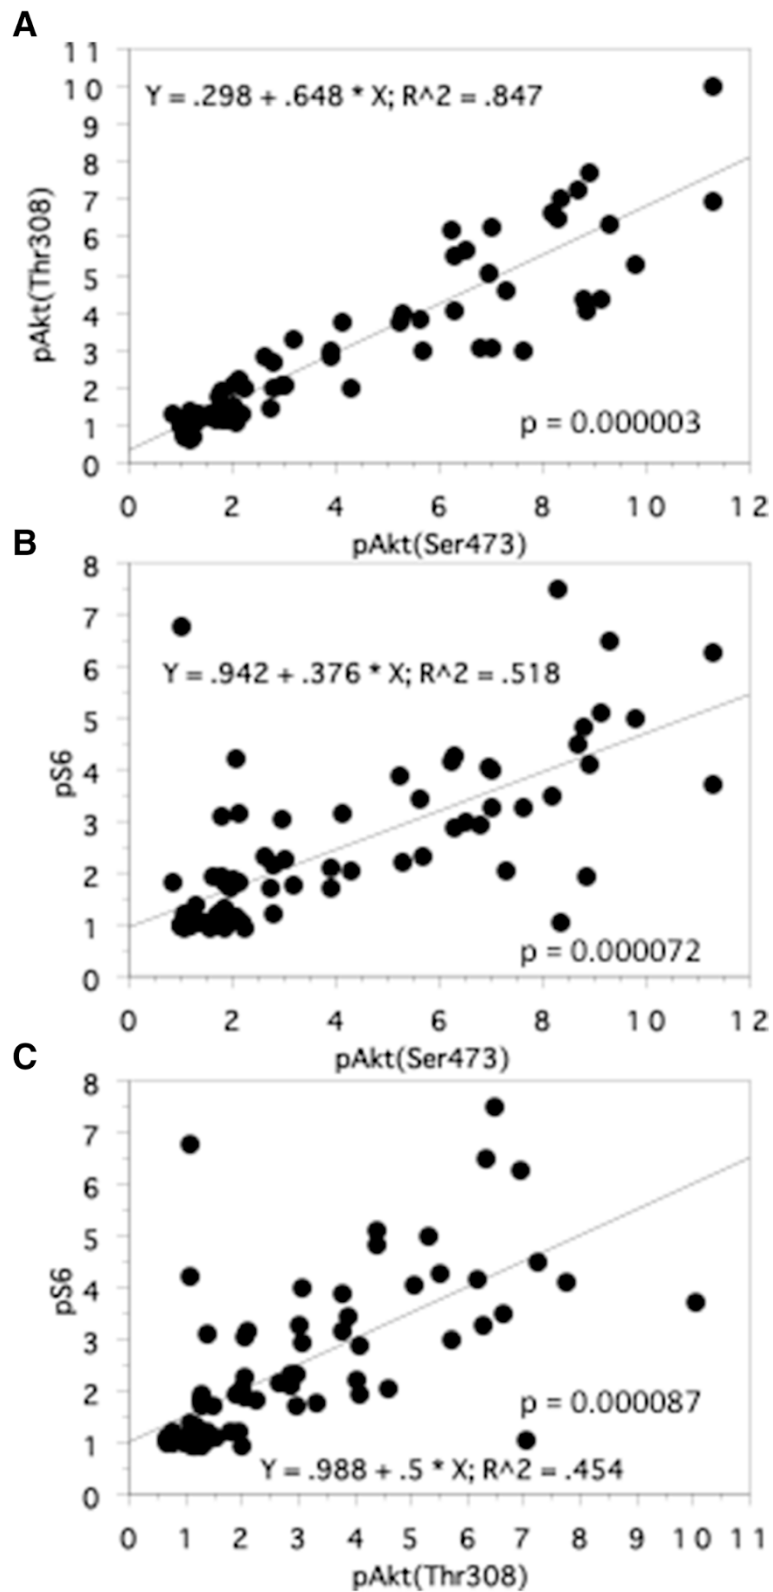 A
11
10
9
8
7
6
5
4
3
2
1
0
pAkt(Thr308)
Y = .298 + .648 * X; R^2 = .847
p = 0.000003
0 2 4 6 8 10 12
pAkt(Ser473)
B
8
7
6
5
4
3
2
1
0
pS6
Y = .942 + .376 * X; R^2 = .518
p = 0.000072
0 2 4 6 8 10 12
pAkt(Ser473)
C
8
7
6
5
4
3
2
1
0
pS6
p = 0.000087
Y = .988 + .5 * X; R^2 = .454
0 1 2 3 4 5 6 7 8 9 10 11
pAkt(Thr308)